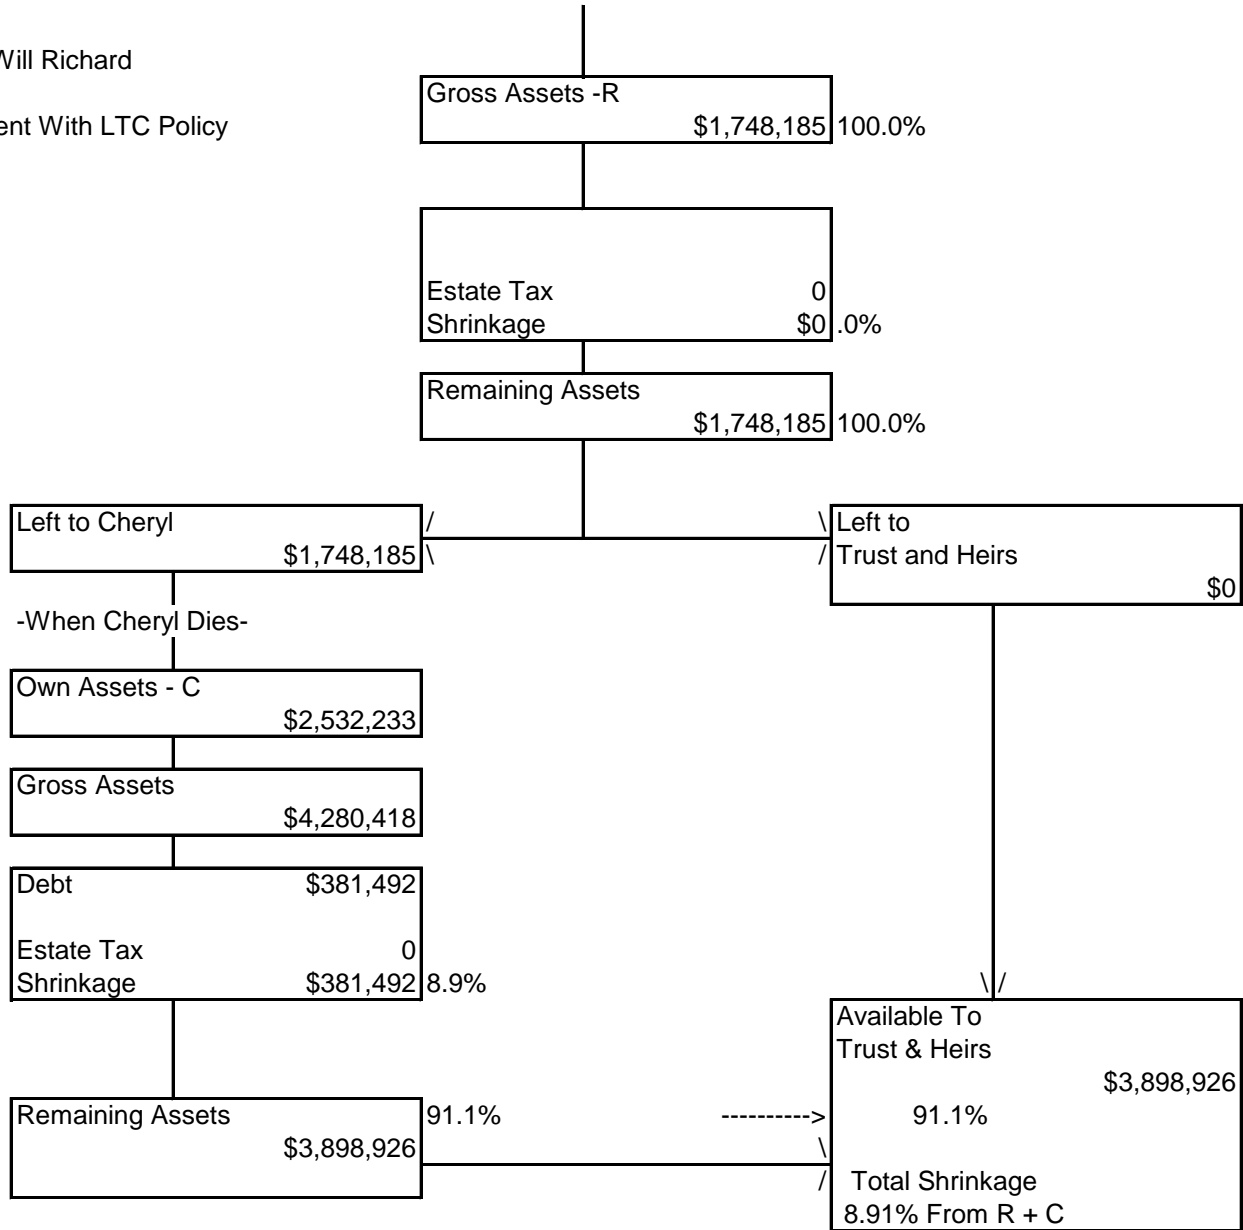 Will Richard
Gross Assets -R
ent With LTC Policy
$1,748,185 100.0%
Estate Tax 0
Shrinkage $0 .0%
Remaining Assets
$1,748,185 100.0%
Left to Cheryl / \ Left to
$1,748,185 \ / Trust and Heirs
$0
-When Cheryl Dies-
Own Assets - C
$2,532,233
Gross Assets
$4,280,418
Debt $381,492
Estate Tax 0
Shrinkage $381,492 8.9%
\ /
Available To
Trust & Heirs
$3,898,926
Remaining Assets 91.1% ----------> 91.1%
$3,898,926 \
/ Total Shrinkage
8.91% From R + C